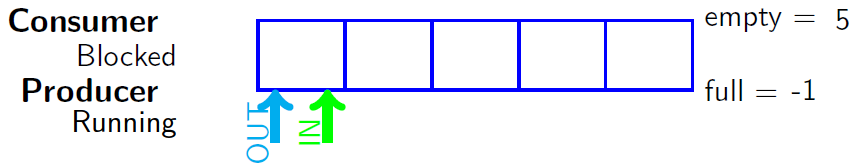 Consumer
Blocked
Producer
Running
OUT
IN
empty = 5
full = -1